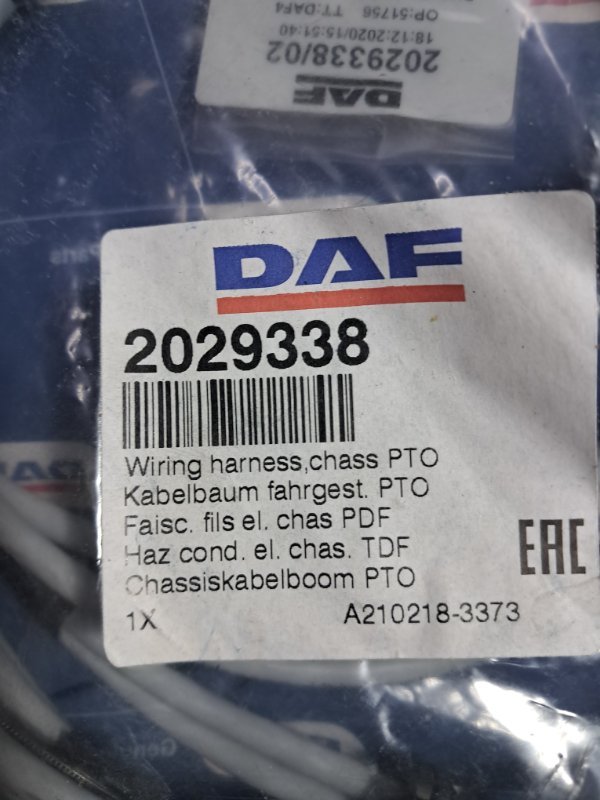 OP:51756 TT:DAF4
18:12:2020/15:51:40
2029338/02
DAF
Parts
DAF
2029338
Wiring harness,chass PTO
Kabelbaum fahrgest. PTO
Faisc. fils el. chas PDF
Haz cond. el. chas. TDF
Chassiskabelboom PTO
EAC
1X A210218-3373
DAF